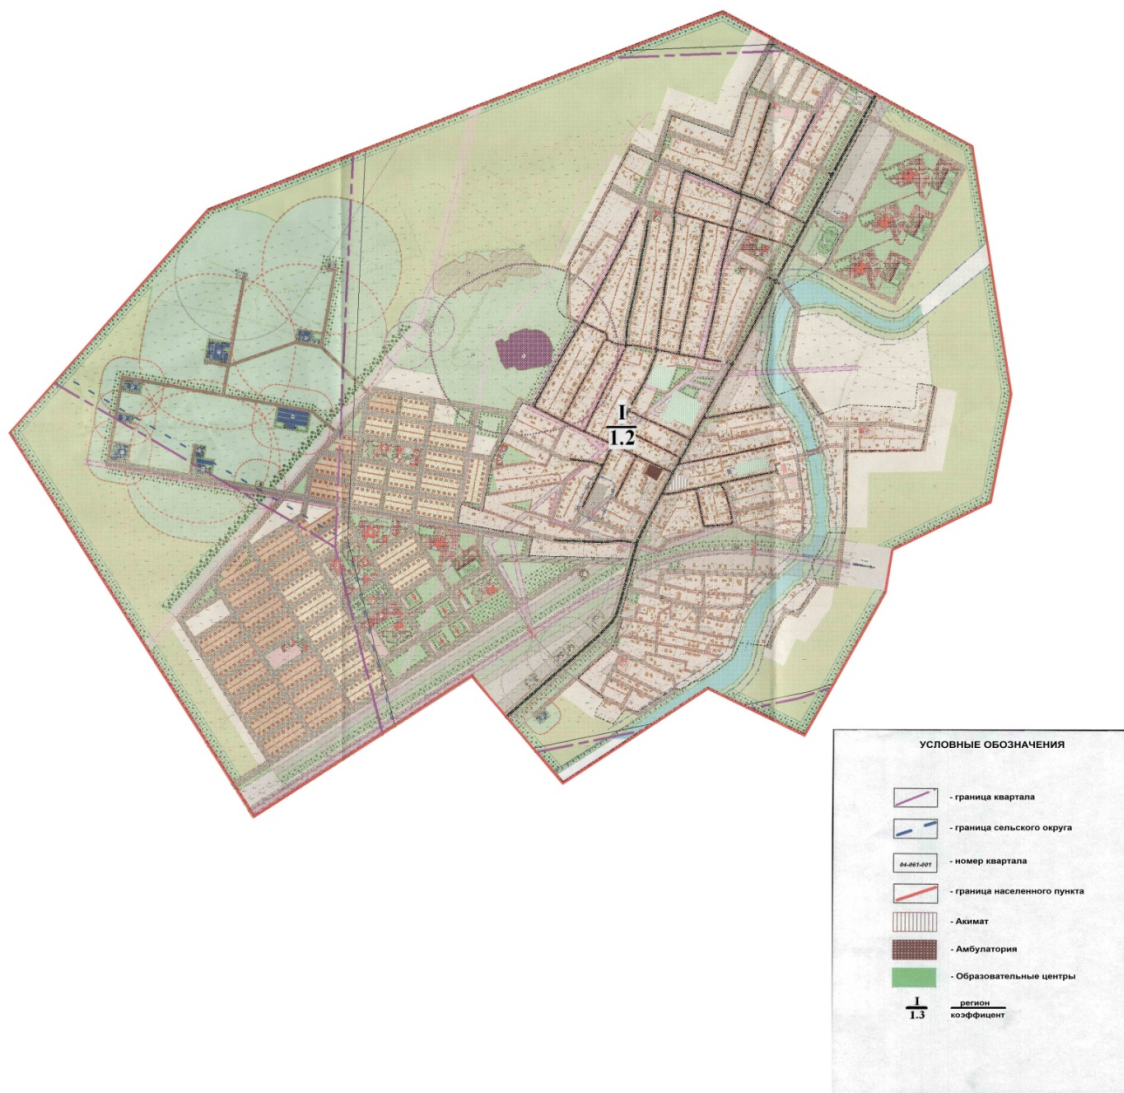 I
1.2
УСЛОВНЫЕ ОБОЗНАЧЕНИЯ
- граница квартала
- граница сельского округа
04-061-001 - номер квартала
- граница населенного пункта
- Акимат
- Амбулатория
- Образовательные центры
I регион
1.3 коэффицент